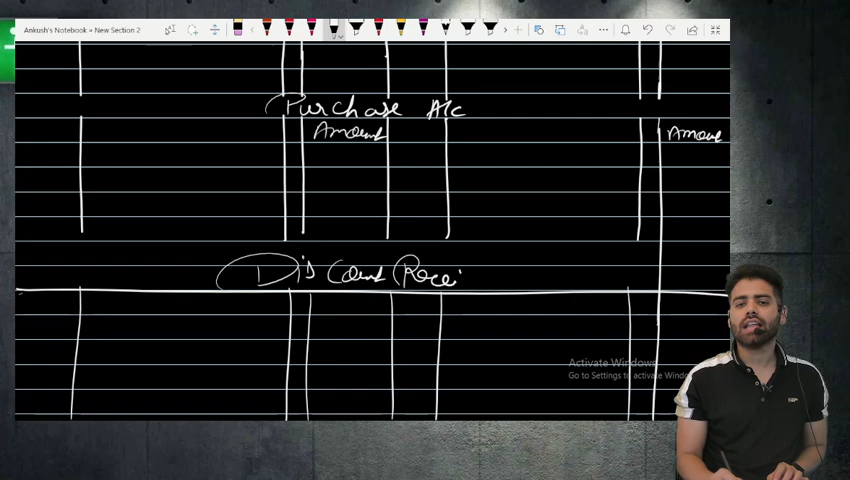 Ankush's Notebook » New Section 2
Purchase A/c
Amount
Amount
Discount Recei
Activate Windows
Go to Settings to activate Windo